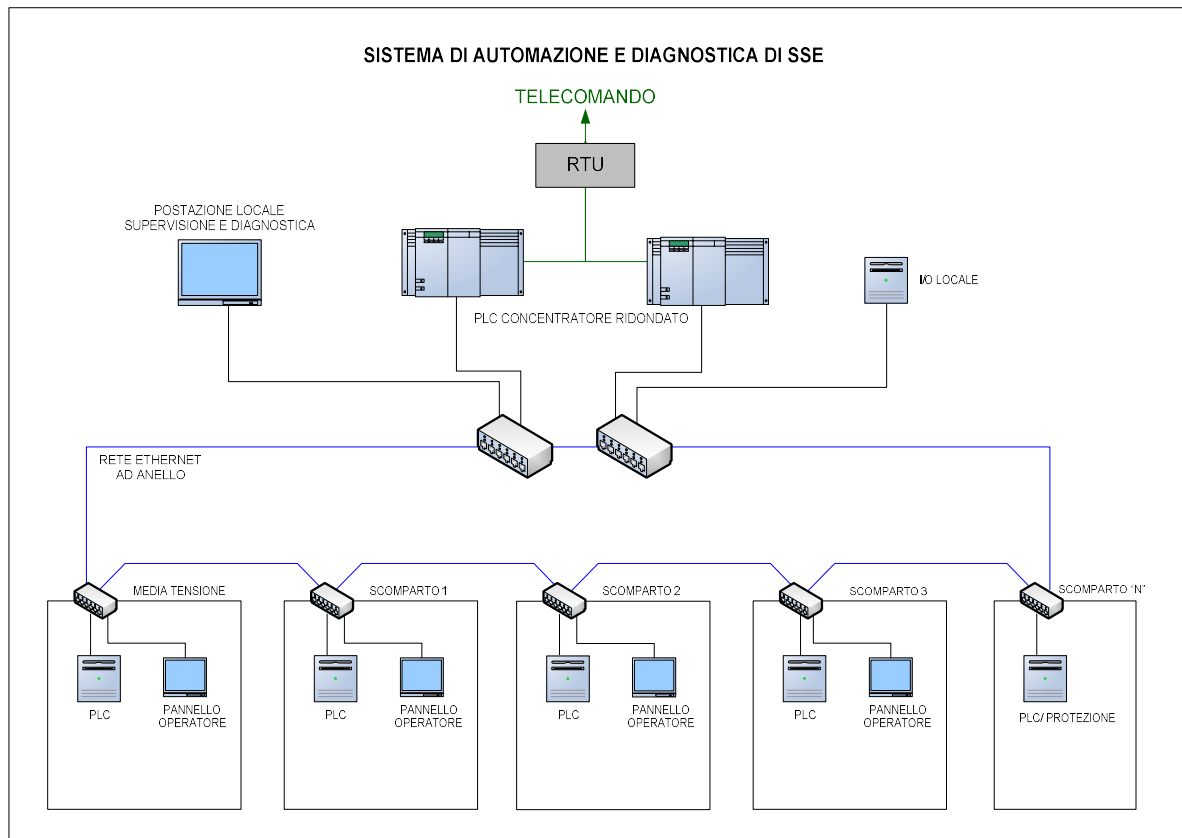 SISTEMA DI AUTOMAZIONE E DIAGNOSTICA DI SSE
TELECOMANDO
RTU
POSTAZIONE LOCALE
SUPERVISIONE E DIAGNOSTICA
I/O LOCALE
PLC CONCENTRATORE RIDONDATO
RETE ETHERNET
AD ANELLO
MEDIA TENSIONE
SCOMPARTO 1
SCOMPARTO 2
SCOMPARTO 3
SCOMPARTO "N"
PLC
PANNELLO
OPERATORE
PLC
PANNELLO
OPERATORE
PLC
PANNELLO
OPERATORE
PLC
PANNELLO
OPERATORE
PLC/ PROTEZIONE